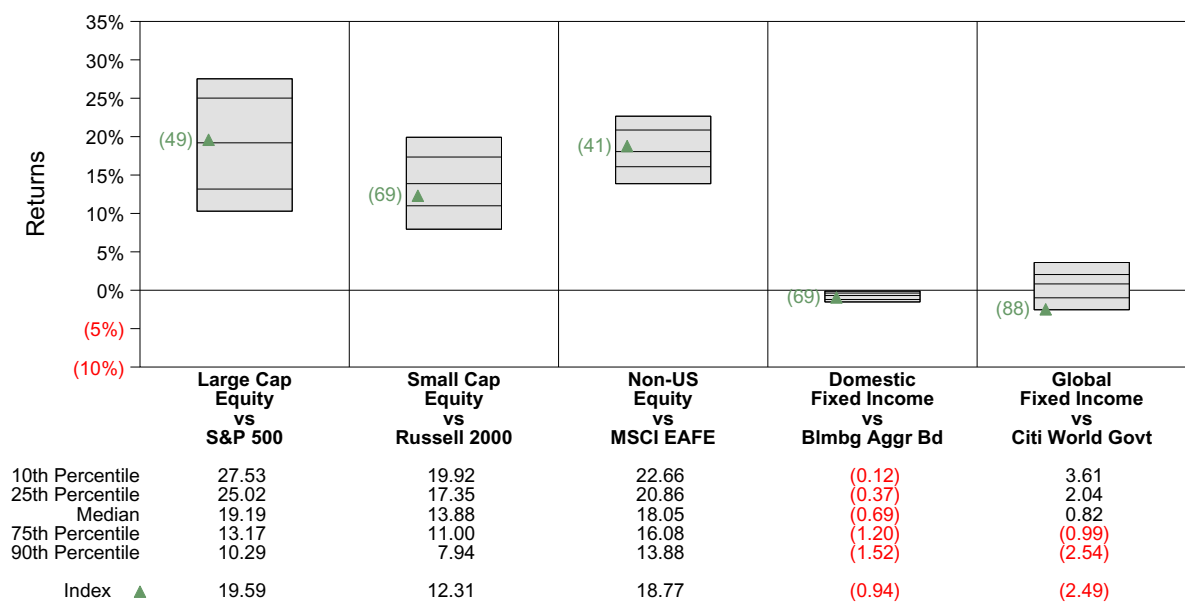 35%
30%
25%
20%
15%
10%
5%
0%
(5%)
(10%)
Returns
(49)
(69)
(41)
(69)
(88)
Large Cap
Equity
vs
S&P 500
Small Cap
Equity
vs
Russell 2000
Non-US
Equity
vs
MSCI EAFE
Domestic
Fixed Income
vs
Blmbg Aggr Bd
Global
Fixed Income
vs
Citi World Govt
10th Percentile 27.53 19.92 22.66 (0.12) 3.61
25th Percentile 25.02 17.35 20.86 (0.37) 2.04
Median 19.19 13.88 18.05 (0.69) 0.82
75th Percentile 13.17 11.00 16.08 (1.20) (0.99)
90th Percentile 10.29 7.94 13.88 (1.52) (2.54)
Index 19.59 12.31 18.77 (0.94) (2.49)